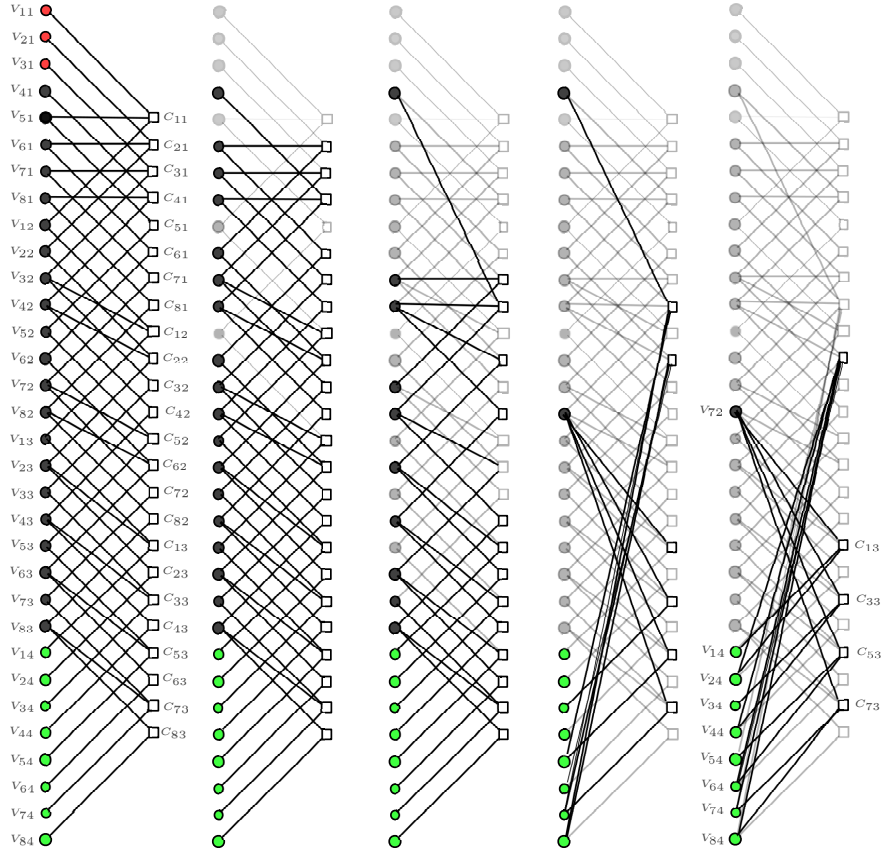 V11
V21
V31
V41
V51 C11
V61 C21
V71 C31
V81 C41
V12 C51
V22 C61
V32 C71
V42 C81
V52 C12
V62 C22
V72 C32
V82 C42 V72
V13 C52
V23 C62
V33 C72
V43 C82
V53 C13 C13
V63 C23
V73 C33 C33
V83 C43
V14 C53 V14 C53
V24 C63 V24
V34 C73 V34 C73
V44 C83 V44
V54 V54
V64 V64
V74 V74
V84 V84